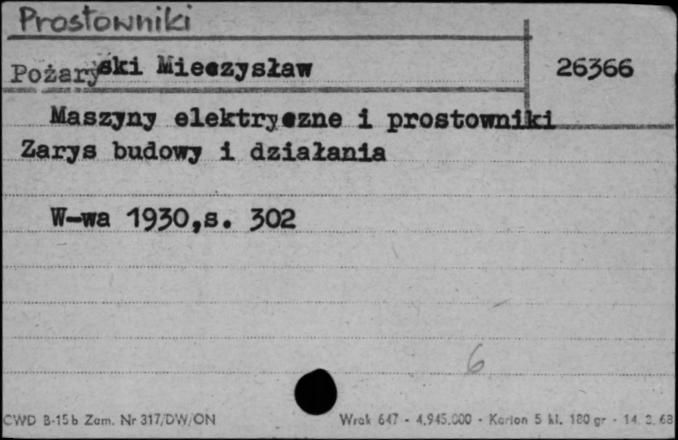 Prostowniki
Pożaryski Mieczysław
26366
Maszyny elektryczne i prostowniki
Zarys budowy i działania
W-wa 1930,s. 302
6
CWD B-15b Zam. Nr 317/DW/ON
Wrak 647 - 4.945.000 - Karton 5 kl. 180 gr - 14. 2. 68